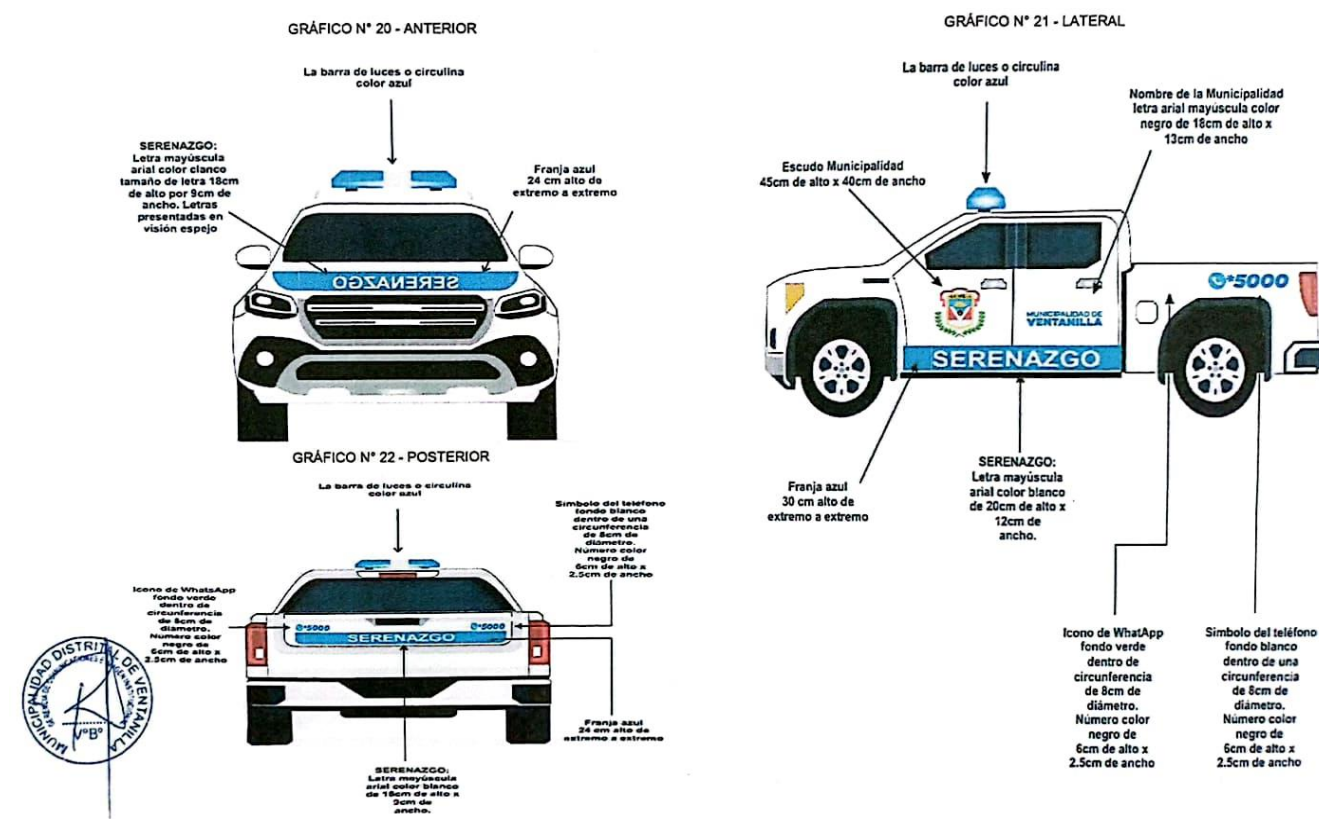 GRÁFICO N° 20 - ANTERIOR
La barra de luces o circulina
color azul
SERENAZGO:
Letra mayúscula
arial color clanco
tamaño de letra 18cm
de alto por 9cm de
ancho. Letras
presentadas en
visión espejo
Franja azul
24 cm alto de
extremo a extremo
SERENAZGO
GRÁFICO N° 21 - LATERAL
La barra de luces o circulina
color azul
Nombre de la Municipalidad
letra arial mayúscula color
negro de 18cm de alto x
13cm de ancho
Escudo Municipalidad
45cm de alto x 40cm de ancho
*5000
MUNICIPALIDAD DE
VENTANILLA
SERENAZGO
Franja azul
30 cm alto de
extremo a extremo
SERENAZGO:
Letra mayúscula
arial color blanco
de 20cm de alto x
12cm de
ancho.
Icono de WhatApp
fondo verde
dentro de
circunferencia
de 8cm de
diámetro.
Número color
negro de
6cm de alto x
2.5cm de ancho
Simbolo del teléfono
fondo blanco
dentro de una
circunferencia
de 8cm de
diámetro.
Número color
negro de
6cm de alto x
2.5cm de ancho
GRÁFICO N° 22 - POSTERIOR
La barra de luces o circulina
color azul
Simbolo del teléfono
fondo blanco
dentro de una
circunferencia
de 8cm de
diámetro.
Número color
negro de
6cm de alto x
2.5cm de ancho
Icono de WhatsApp
fondo verde
dentro de
circunferencia
de 8cm de
diametro.
Número color
negro de
6cm de alto x
2.5cm de ancho
*5000
*5000
SERENAZGO
Franja azul
24 cm alto de
extremo a extremo
SERENAZGO:
Letra mayúscula
arial color blanco
de 18cm de alto x
9cm de
ancho.
MUNICIPALIDAD DISTRITAL DE VENTANILLA
V°B°